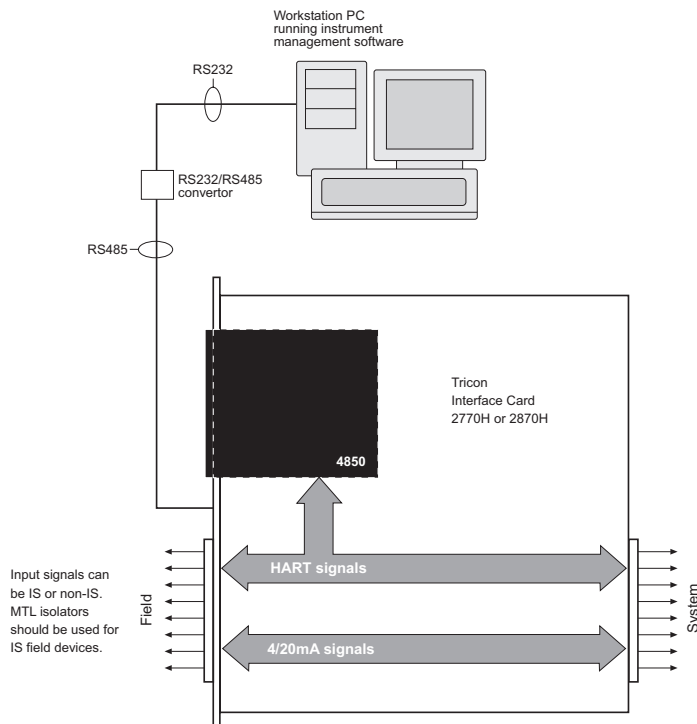 Workstation PC
running instrument
management software
RS232
RS232/RS485
convertor
RS485
Tricon
Interface Card
2770H or 2870H
4850
HART signals
4/20mA signals
Input signals can
be IS or non-IS.
MTL isolators
should be used for
IS field devices.
Field
System